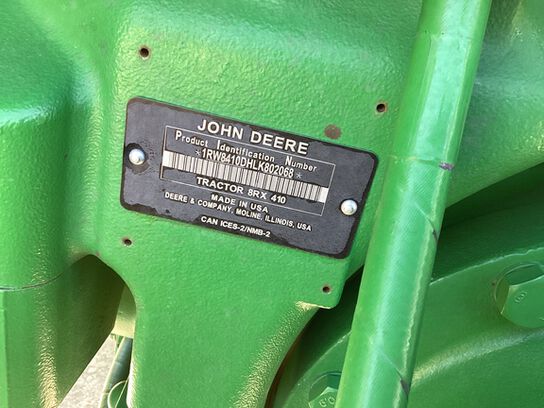 JOHN DEERE
Product Identification Number
*1RW8410DHLK802068*
TRACTOR 8RX 410
MADE IN USA
DEERE & COMPANY, MOLINE, ILLINOIS, USA
CAN ICES-2/NMB-2